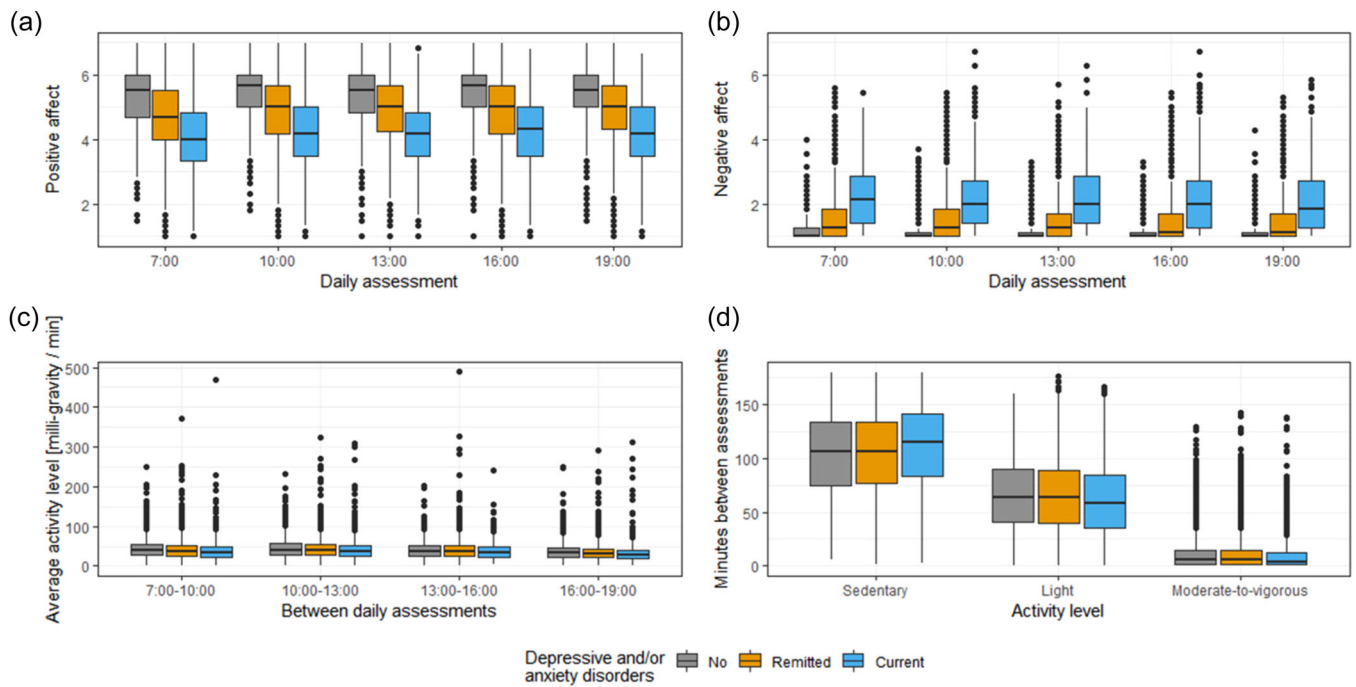 (a)
Positive affect
6
4
2
7:00 10:00 13:00 16:00 19:00
Daily assessment
(b)
Negative affect
6
4
2
7:00 10:00 13:00 16:00 19:00
Daily assessment
(c)
Average activity level [milli-gravity / min]
500
400
300
200
100
0
7:00-10:00 10:00-13:00 13:00-16:00 16:00-19:00
Between daily assessments
(d)
Minutes between assessments
150
100
50
0
Sedentary Light Moderate-to-vigorous
Activity level
Depressive and/or
anxiety disorders
No Remitted Current